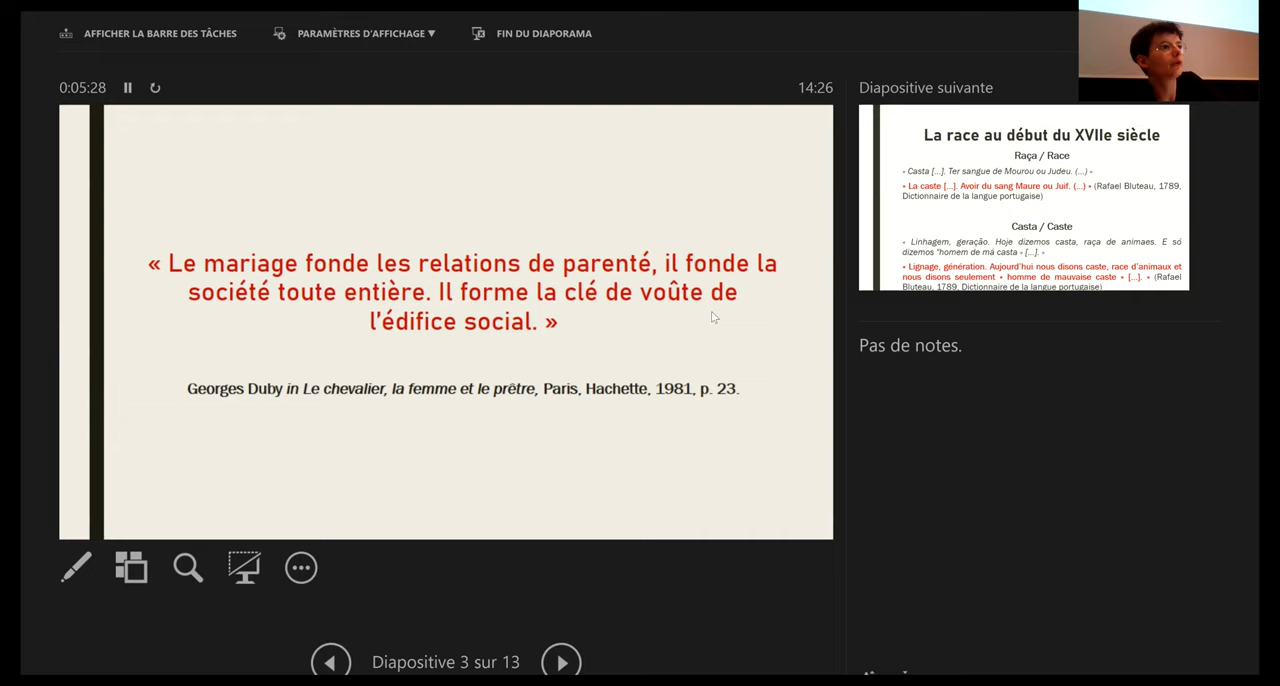 AFFICHER LA BARRE DES TÂCHES
PARAMÈTRES D'AFFICHAGE ▼
FIN DU DIAPORAMA
0:05:28
14:26
« Le mariage fonde les relations de parenté, il fonde la
société toute entière. Il forme la clé de voûte de
l'édifice social. »
Georges Duby in Le chevalier, la femme et le prêtre, Paris, Hachette, 1981, p. 23.
Diapositive 3 sur 13
Diapositive suivante
La race au début du XVIIe siècle
Raça / Race
« Casta [...]. Ter sangue de Mourou ou Judeu. (...) »
« La caste [...]. Avoir du sang Maure ou Juif. (...) » (Rafael Bluteau, 1789,
Dictionnaire de la langue portugaise)
Casta / Caste
« Linhagem, geração. Hoje dizemos casta, raça de animaes. E só
dizemos "homem de má casta « [...]. »
« Lignage, génération. Aujourd'hui nous disons caste, race d'animaux et
nous disons seulement « homme de mauvaise caste » [...]. » (Rafael
Bluteau, 1789, Dictionnaire de la langue portugaise)
Pas de notes.